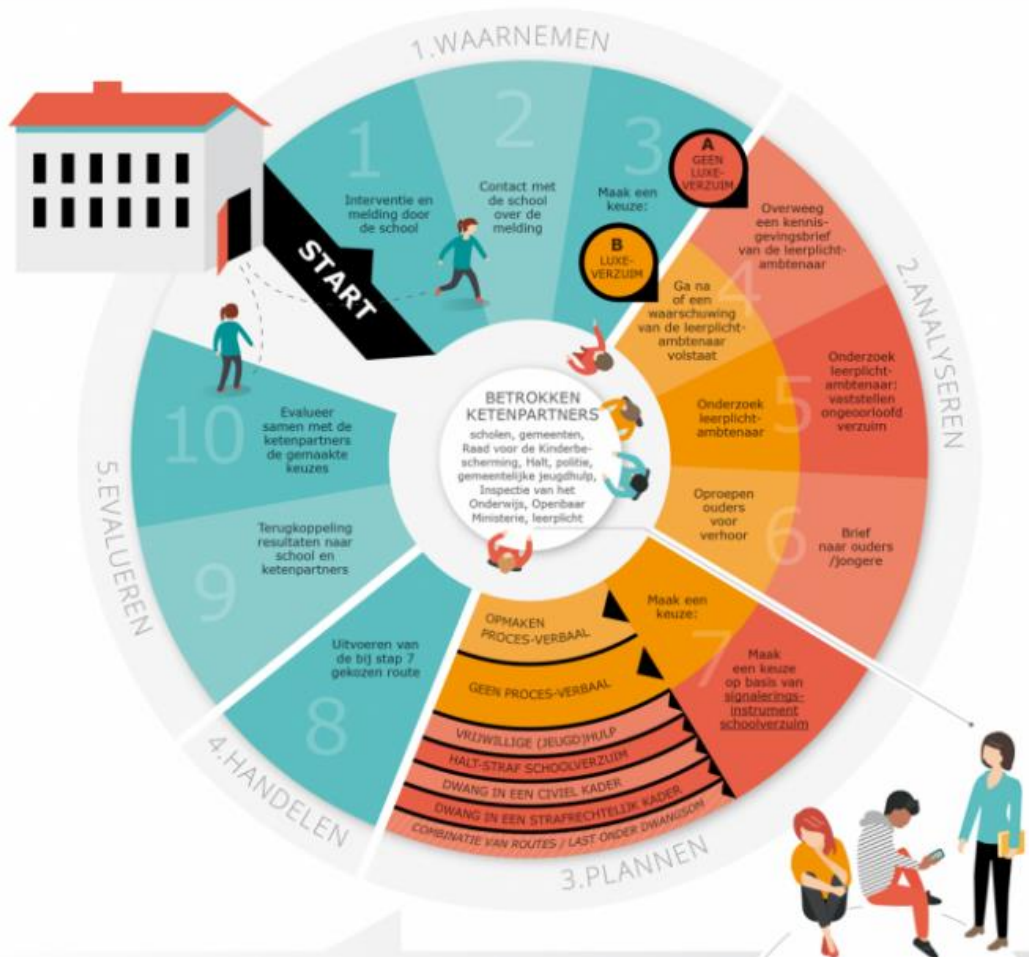 1.WAARNEMEN
START
1
Interventie en
melding door
de school
2
Contact met
de school
over de
melding
3
Maak een
keuze:
A
GEEN
LUXE-
VERZUIM
B
LUXE-
VERZUIM
2.ANALYSEREN
4
Overweeg
een kennis-
gevingsbrief
van de leerplicht-
ambtenaar
Ga na
of een
waarschuwing
van de leerplicht-
ambtenaar
volstaat
5
Onderzoek
leerplicht-
ambtenaar:
vaststellen
ongeoorloofd
verzuim
Onderzoek
leerplicht-
ambtenaar
6
Brief
naar ouders
/jongere
Oproepen
ouders
voor
verhoor
3.PLANNEN
7
Maak een
keuze:
Maak
een keuze
op basis van
signalerings-
instrument
schoolverzuim
OPMAKEN
PROCES-VERBAAL
GEEN PROCES-VERBAAL
VRIJWILLIGE (JEUGD)HULP
HALT-STRAF SCHOOLVERZUIM
DWANG IN EEN CIVIEL KADER
DWANG IN EEN STRAFRECHTELIJK KADER
COMBINATIE VAN ROUTES / LAST ONDER DWANGSOM
4.HANDELEN
8
Uitvoeren van
de bij stap 7
gekozen route
5.EVALUEREN
9
Terugkoppeling
resultaten naar
school en
ketenpartners
10
Evalueer
samen met de
ketenpartners
de gemaakte
keuzes
BETROKKEN
KETENPARTNERS
scholen, gemeenten,
Raad voor de Kinderbe-
scherming, Halt, politie,
gemeentelijke jeugdhulp,
Inspectie van het
Onderwijs, Openbaar
Ministerie, leerplicht